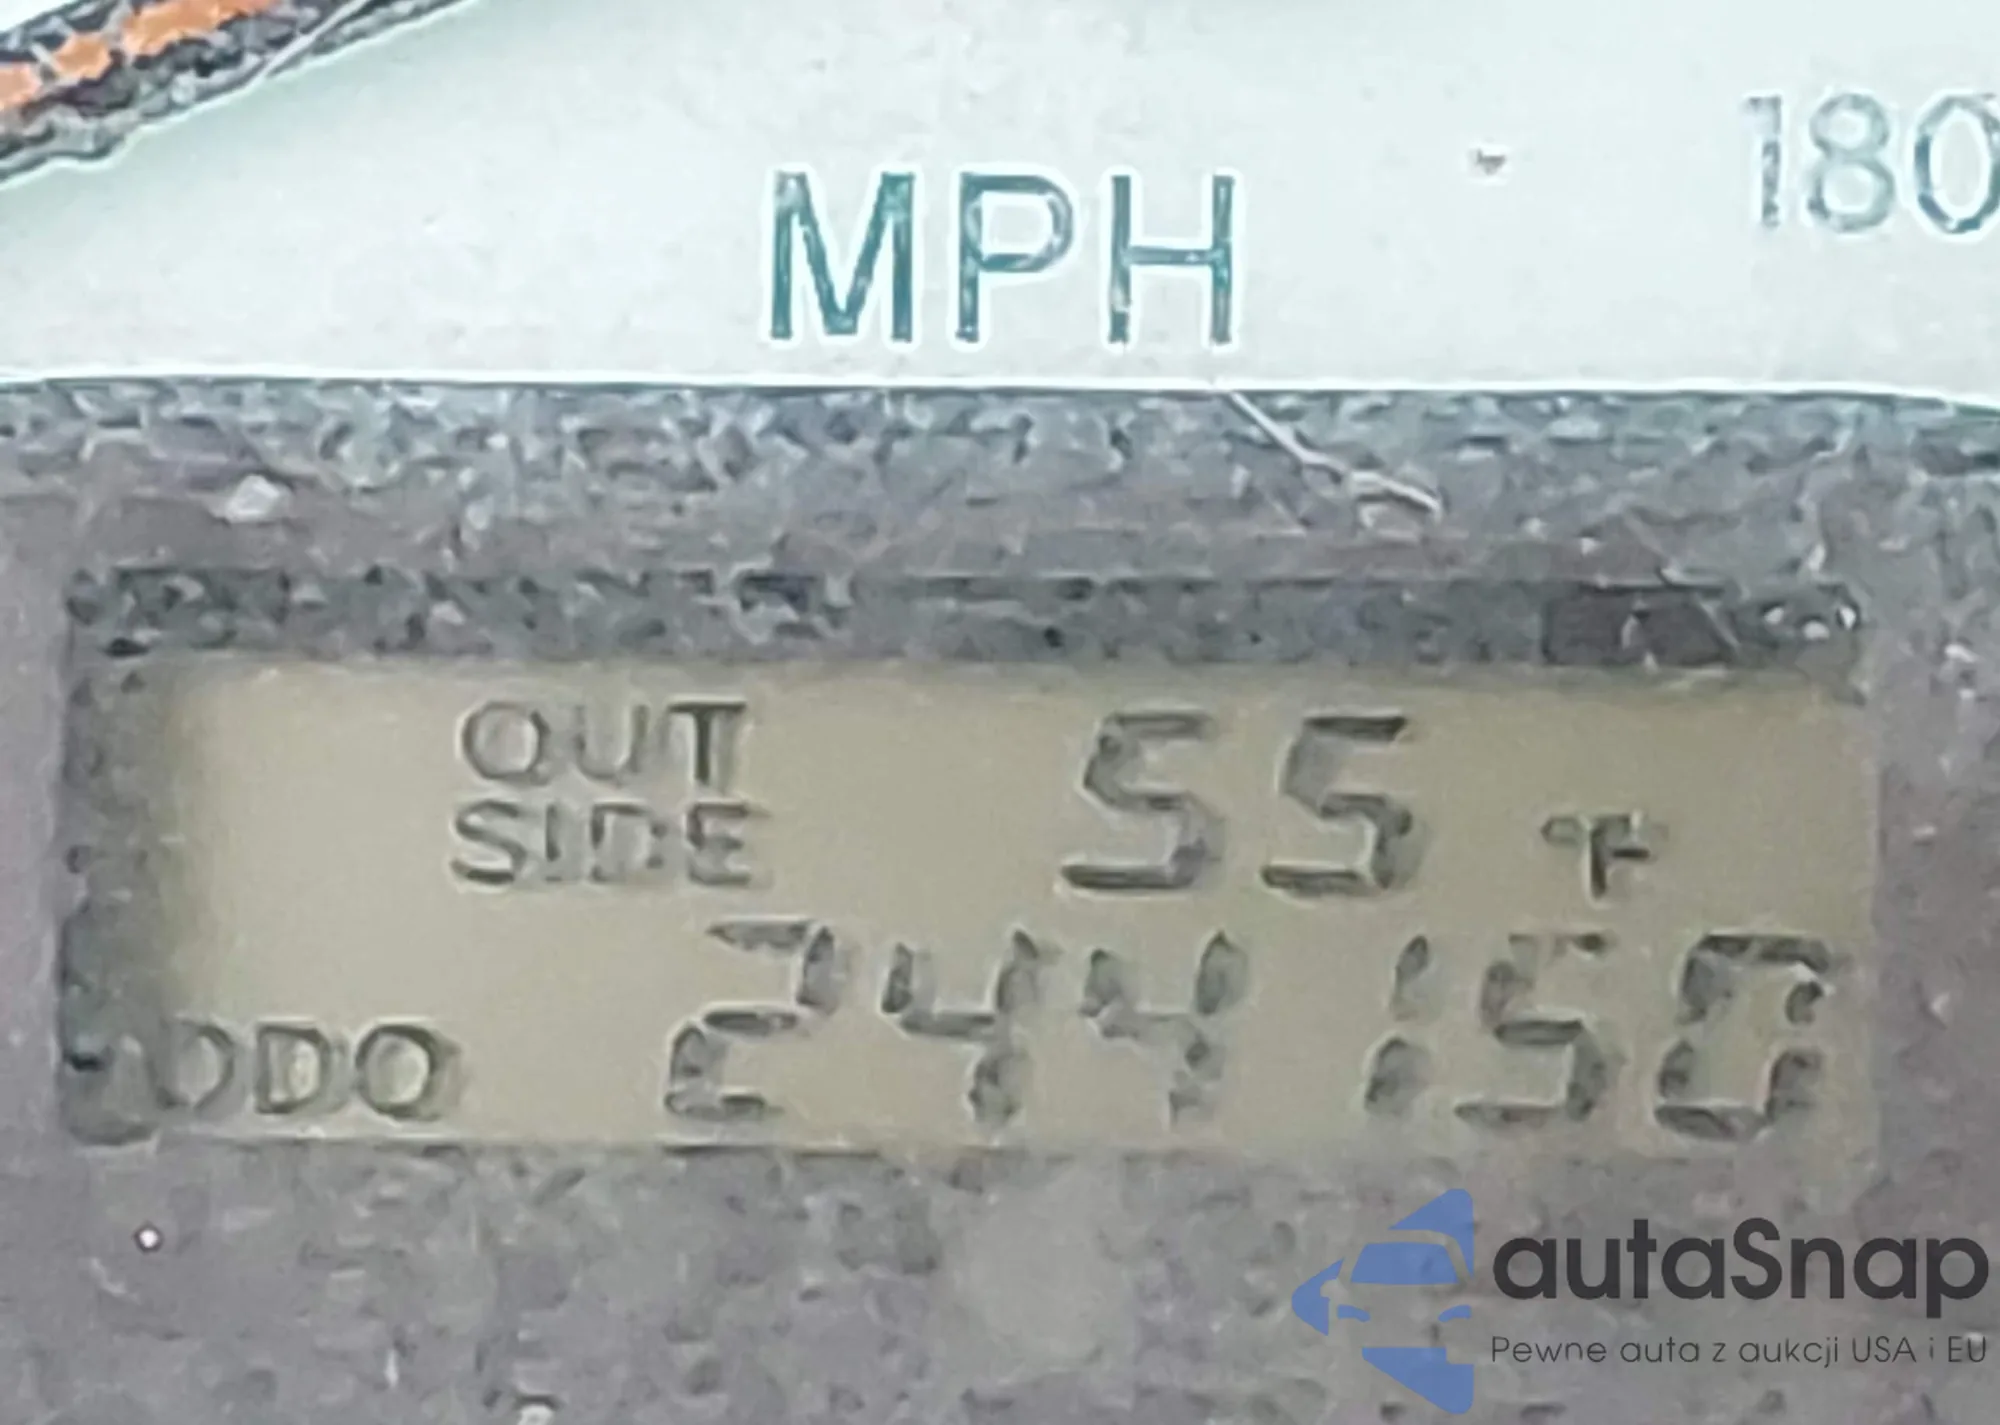 MPH
180
OUT
SIDE 55 °F
ODO 244150
autaSnap
Pewne auta z aukcji USA i EU